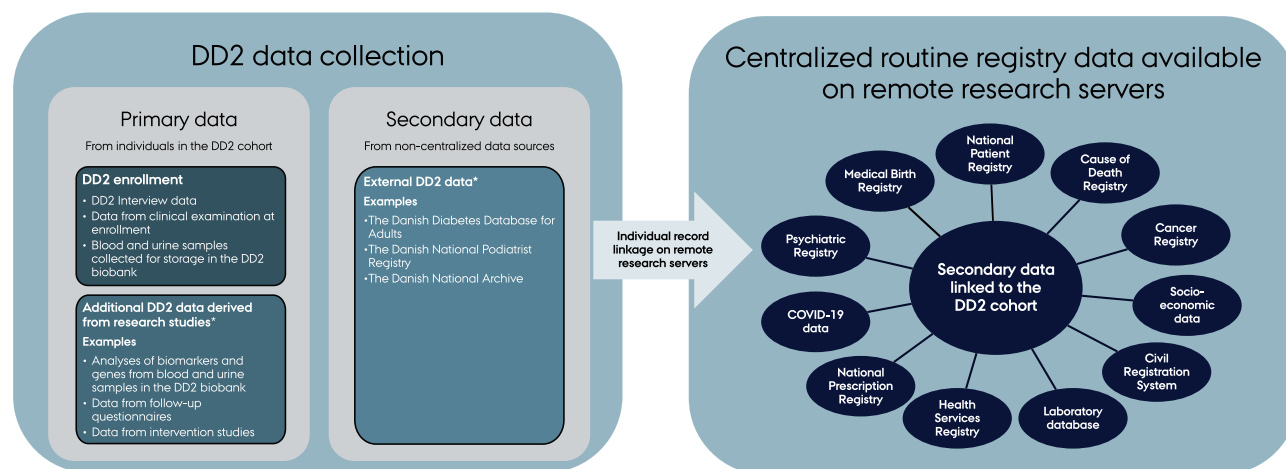 DD2 data collection
Primary data
From individuals in the DD2 cohort
DD2 enrollment
• DD2 Interview data
• Data from clinical examination at
enrollment
• Blood and urine samples
collected for storage in the DD2
biobank
Additional DD2 data derived
from research studies*
Examples
• Analyses of biomarkers and
genes from blood and urine
samples in the DD2 biobank
• Data from follow-up
questionnaires
• Data from intervention studies
Secondary data
From non-centralized data sources
External DD2 data*
Examples
•The Danish Diabetes Database for
Adults
•The Danish National Podiatrist
Registry
•The Danish National Archive
Individual record
linkage on remote
research servers
Centralized routine registry data available
on remote research servers
National
Patient
Registry
Cause of
Death
Registry
Cancer
Registry
Socio-
economic
data
Civil
Registration
System
Laboratory
database
Health
Services
Registry
National
Prescription
Registry
COVID-19
data
Psychiatric
Registry
Medical Birth
Registry
Secondary data
linked to the
DD2 cohort